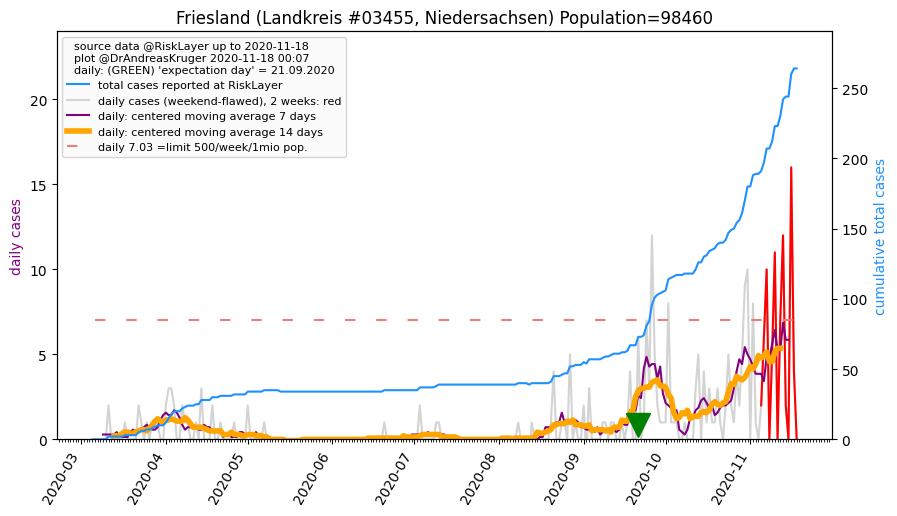 Friesland (Landkreis #03455, Niedersachsen) Population=98460
source data @RiskLayer up to 2020-11-18
plot @DrAndreasKruger 2020-11-18 00:07
daily: (GREEN) 'expectation day' = 21.09.2020
total cases reported at RiskLayer
daily cases (weekend-flawed), 2 weeks: red
daily: centered moving average 7 days
daily: centered moving average 14 days
daily 7.03 =limit 500/week/1mio pop.
daily cases
20
15
10
5
0
cumulative total cases
250
200
150
100
50
0
2020-03
2020-04
2020-05
2020-06
2020-07
2020-08
2020-09
2020-10
2020-11